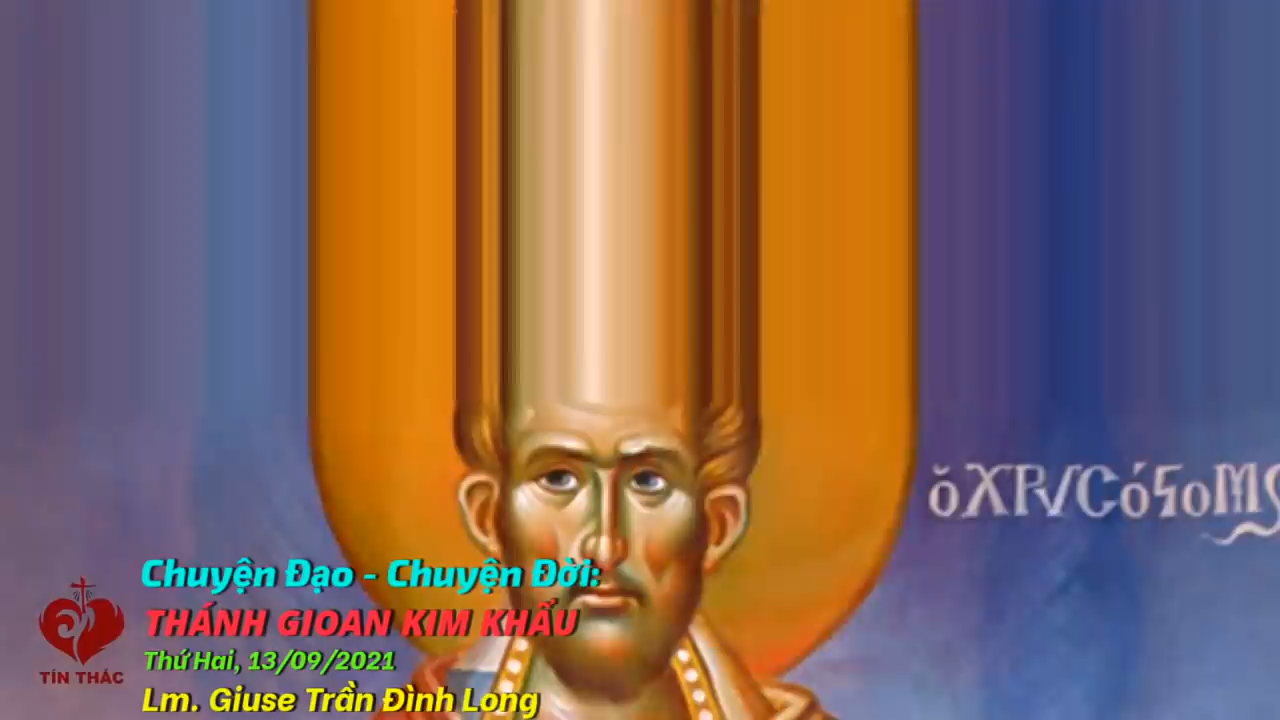 ὁ ΧΡVCόςοΜ
Chuyện Đạo - Chuyện Đời:
THÁNH GIOAN KIM KHẨU
Thứ Hai, 13/09/2021
Lm. Giuse Trần Đình Long
TÍN THÁC